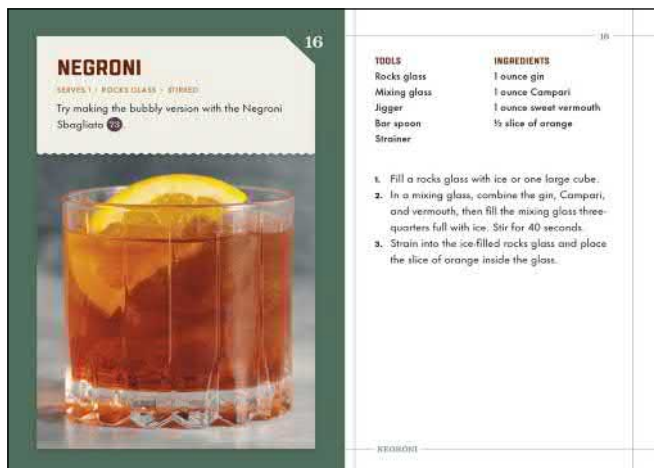 16
NEGRONI
SERVES 1 · ROCKS GLASS · STIRRED
Try making the bubbly version with the Negroni
Sbagliato 23
16
TOOLS
Rocks glass
Mixing glass
Jigger
Bar spoon
Strainer
INGREDIENTS
1 ounce gin
1 ounce Campari
1 ounce sweet vermouth
½ slice of orange
1. Fill a rocks glass with ice or one large cube.
2. In a mixing glass, combine the gin, Campari,
and vermouth, then fill the mixing glass three-
quarters full with ice. Stir for 40 seconds.
3. Strain into the ice-filled rocks glass and place
the slice of orange inside the glass.
NEGRONI